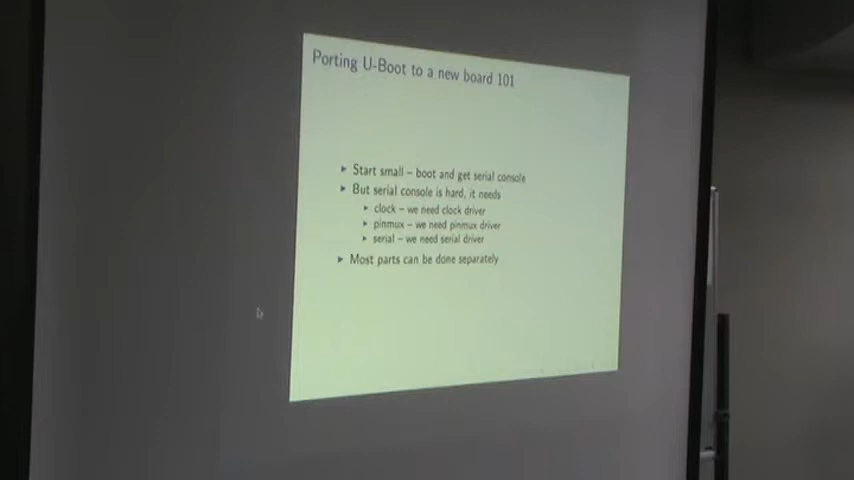 Porting U-Boot to a new board 101
▸ Start small – boot and get serial console
▸ But serial console is hard, it needs
▸ clock – we need clock driver
▸ pinmux – we need pinmux driver
▸ serial – we need serial driver
▸ Most parts can be done separately